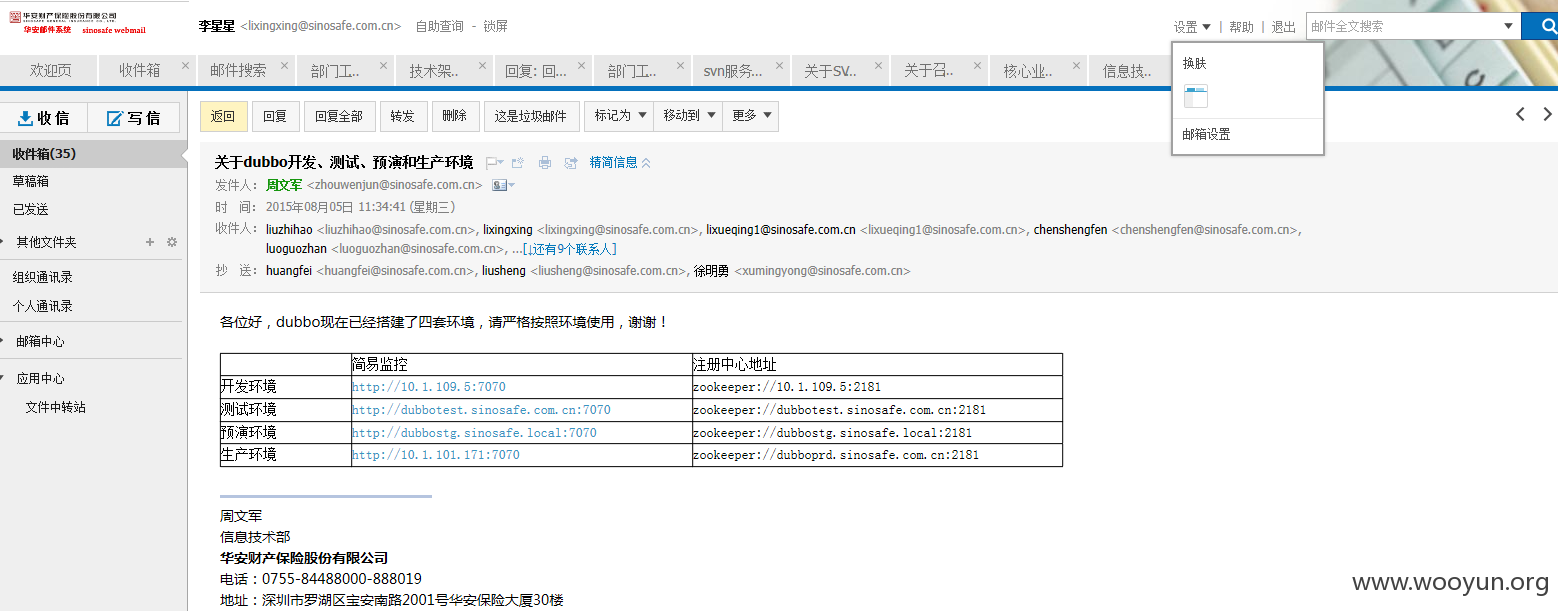 华安财产保险股份有限公司
华安邮件系统 sinosafe webmail
李星星 <lixingxing@sinosafe.com.cn> 自助查询 - 锁屏
设置 | 帮助 | 退出 邮件全文搜索
欢迎页 收件箱 邮件搜索 部门工.. 技术架.. 回复: 回... 部门工.. svn服务... 关于SV... 关于召.. 核心业.. 信息技..
换肤
邮箱设置
收信 写信
返回 回复 回复全部 转发 删除 这是垃圾邮件 标记为 移动到 更多
收件箱(35)
草稿箱
已发送
其他文件夹
组织通讯录
个人通讯录
邮箱中心
应用中心
文件中转站
关于dubbo开发、测试、预演和生产环境 精简信息
发件人: 周文军 <zhouwenjun@sinosafe.com.cn>
时 间: 2015年08月05日 11:34:41 (星期三)
收件人: liuzhihao <liuzhihao@sinosafe.com.cn>, lixingxing <lixingxing@sinosafe.com.cn>, lixueqing1@sinosafe.com.cn <lixueqing1@sinosafe.com.cn>, chenshengfen <chenshengfen@sinosafe.com.cn>,
luoguozhan <luoguozhan@sinosafe.com.cn>, ...[↓还有9个联系人]
抄 送: huangfei <huangfei@sinosafe.com.cn>, liusheng <liusheng@sinosafe.com.cn>, 徐明勇 <xumingyong@sinosafe.com.cn>
各位好，dubbo现在已经搭建了四套环境，请严格按照环境使用，谢谢！
简易监控 注册中心地址
开发环境 http://10.1.109.5:7070 zookeeper://10.1.109.5:2181
测试环境 http://dubbotest.sinosafe.com.cn:7070 zookeeper://dubbotest.sinosafe.com.cn:2181
预演环境 http://dubbostg.sinosafe.local:7070 zookeeper://dubbostg.sinosafe.local:2181
生产环境 http://10.1.101.171:7070 zookeeper://dubboprd.sinosafe.com.cn:2181
周文军
信息技术部
华安财产保险股份有限公司
电话：0755-84488000-888019
地址：深圳市罗湖区宝安南路2001号华安保险大厦30楼
www.wooyun.org